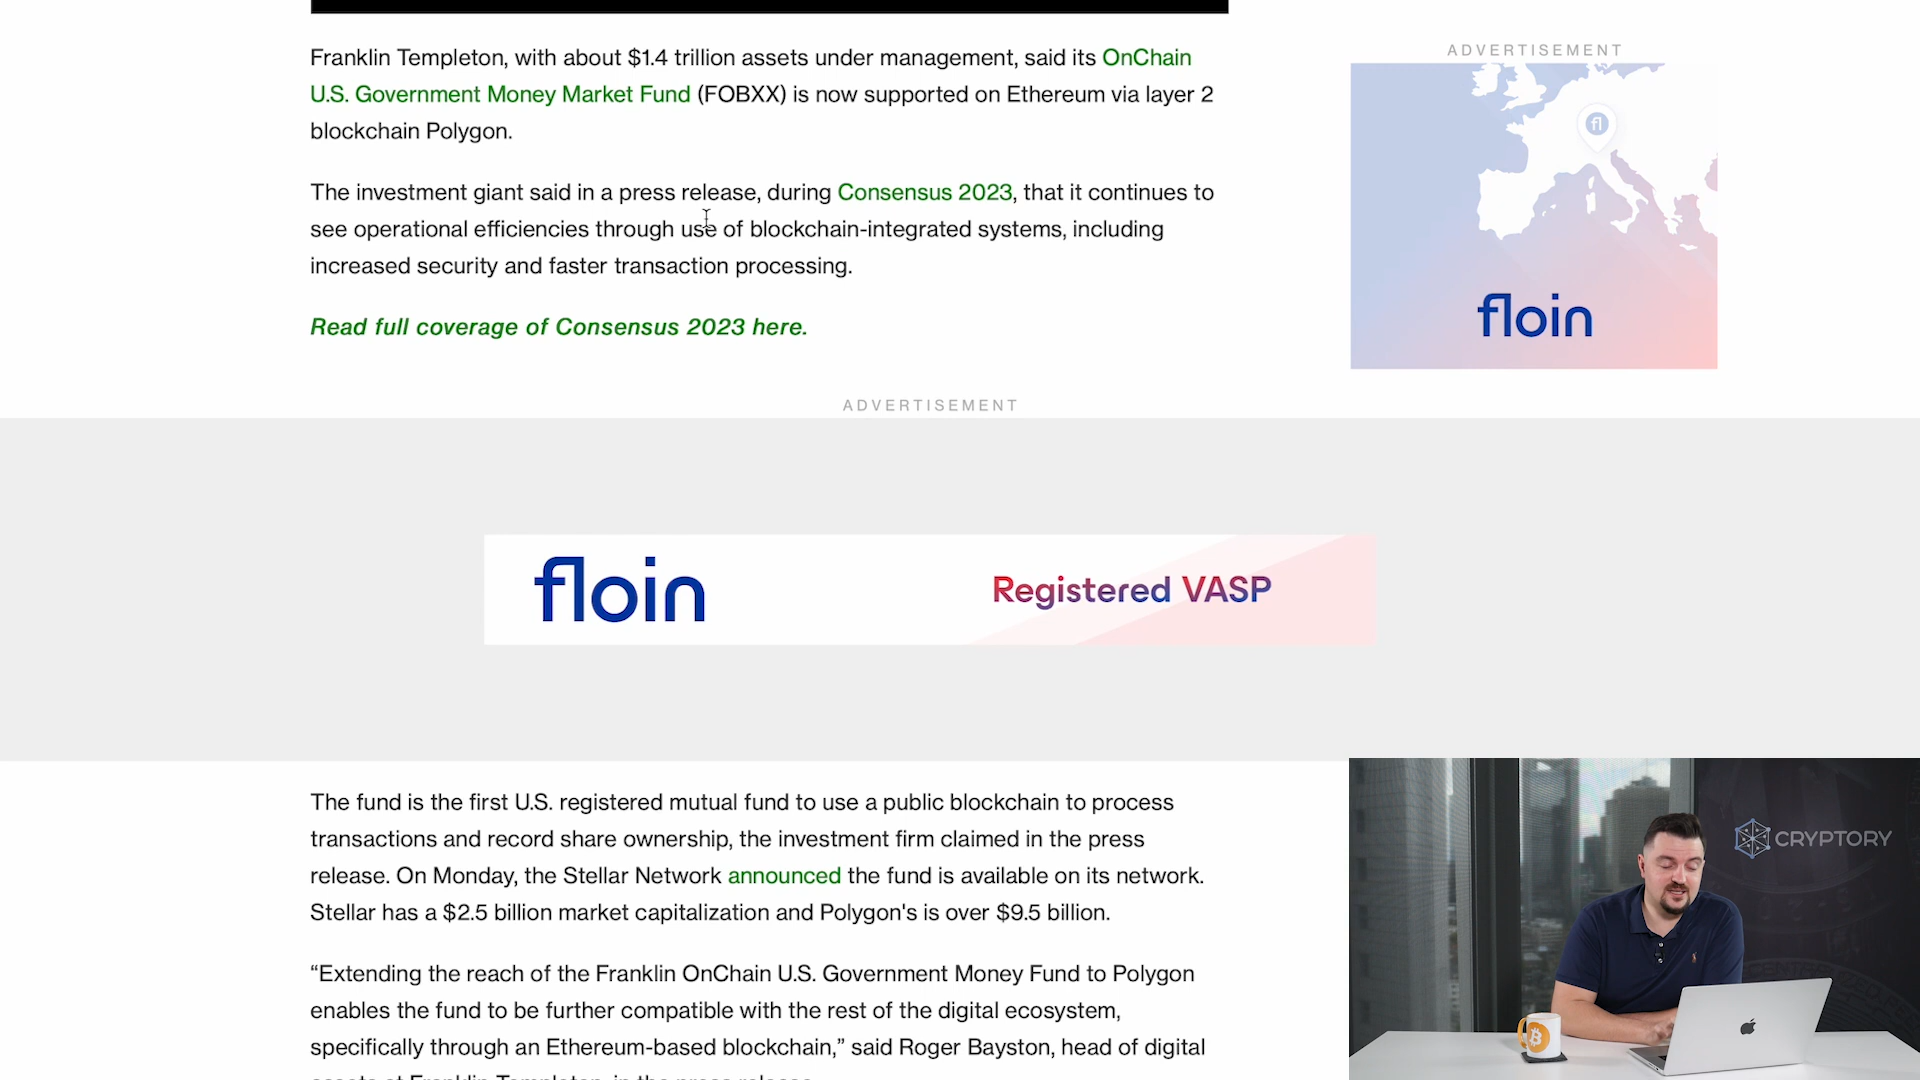 Franklin Templeton, with about $1.4 trillion assets under management, said its OnChain
U.S. Government Money Market Fund (FOBXX) is now supported on Ethereum via layer 2
blockchain Polygon.
The investment giant said in a press release, during Consensus 2023, that it continues to
see operational efficiencies through use of blockchain-integrated systems, including
increased security and faster transaction processing.
Read full coverage of Consensus 2023 here.
ADVERTISEMENT
fl
floin
ADVERTISEMENT
floin
Registered VASP
The fund is the first U.S. registered mutual fund to use a public blockchain to process
transactions and record share ownership, the investment firm claimed in the press
release. On Monday, the Stellar Network announced the fund is available on its network.
Stellar has a $2.5 billion market capitalization and Polygon's is over $9.5 billion.
“Extending the reach of the Franklin OnChain U.S. Government Money Fund to Polygon
enables the fund to be further compatible with the rest of the digital ecosystem,
specifically through an Ethereum-based blockchain,” said Roger Bayston, head of digital
assets at Franklin Templeton, in the press release.
CRYPTORY